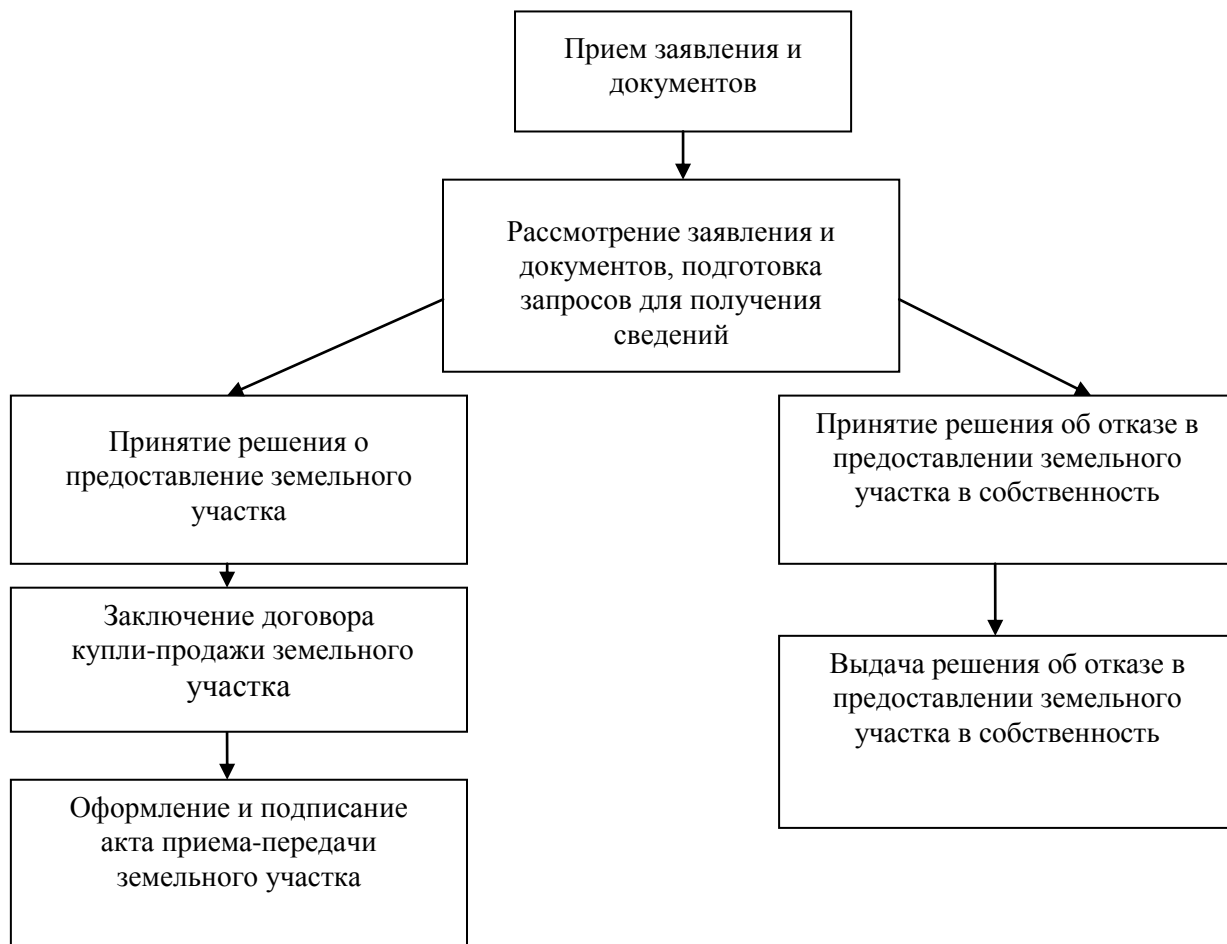 Прием заявления и
документов
Рассмотрение заявления и
документов, подготовка
запросов для получения
сведений
Принятие решения о
предоставление земельного
участка
Принятие решения об отказе в
предоставлении земельного
участка в собственность
Заключение договора
купли-продажи земельного
участка
Выдача решения об отказе в
предоставлении земельного
участка в собственность
Оформление и подписание
акта приема-передачи
земельного участка